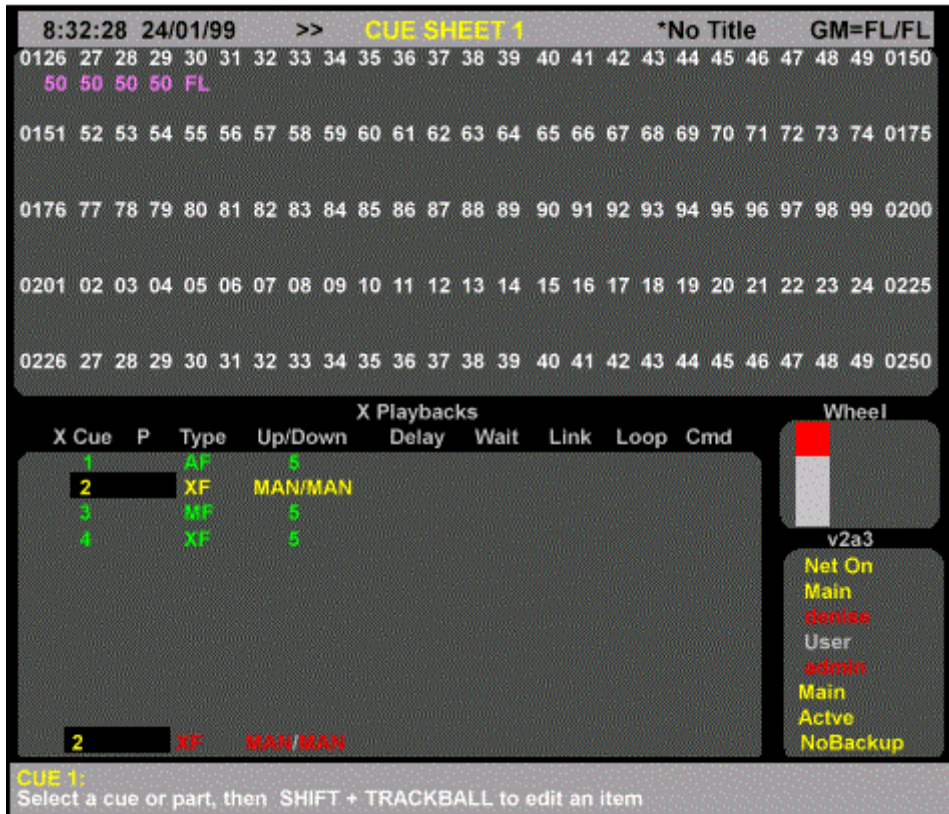 8:32:28 24/01/99 >> CUE SHEET 1 *No Title GM=FL/FL
0126 27 28 29 30 31 32 33 34 35 36 37 38 39 40 41 42 43 44 45 46 47 48 49 0150
50 50 50 50 FL
0151 52 53 54 55 56 57 58 59 60 61 62 63 64 65 66 67 68 69 70 71 72 73 74 0175
0176 77 78 79 80 81 82 83 84 85 86 87 88 89 90 91 92 93 94 95 96 97 98 99 0200
0201 02 03 04 05 06 07 08 09 10 11 12 13 14 15 16 17 18 19 20 21 22 23 24 0225
0226 27 28 29 30 31 32 33 34 35 36 37 38 39 40 41 42 43 44 45 46 47 48 49 0250
X Playbacks
X Cue P Type Up/Down Delay Wait Link Loop Cmd
1 AF 5
2 XF MAN/MAN
3 MF 5
4 XF 5
2 XF MAN/MAN
Wheel
v2a3
Net On
Main
deniss
User
admin
Main
Actve
NoBackup
CUE 1:
Select a cue or part, then SHIFT + TRACKBALL to edit an item